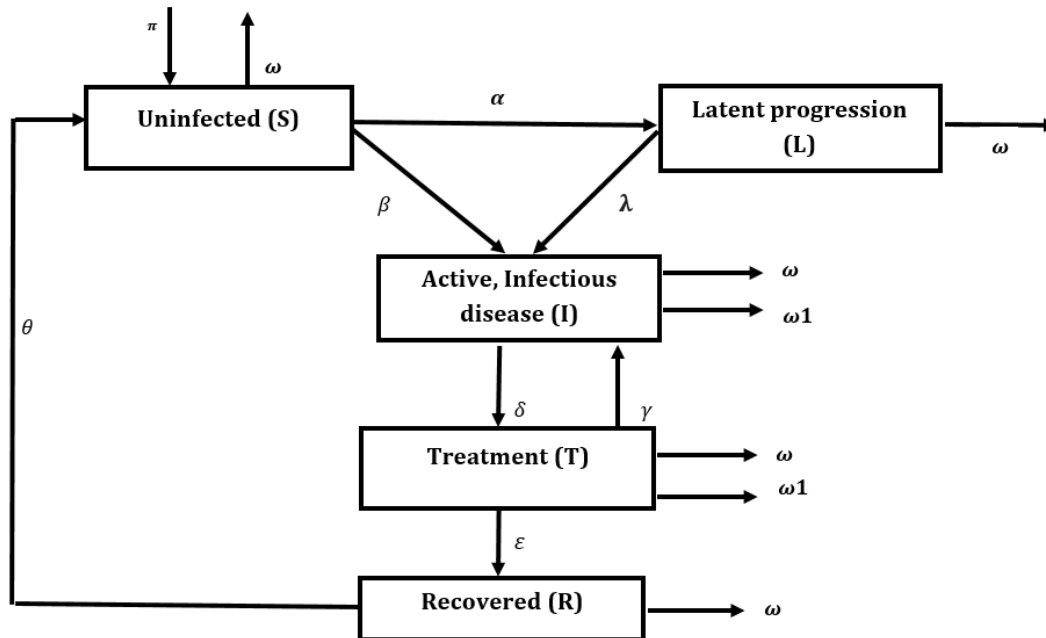 π
ω
Uninfected (S)
α
Latent progression
(L)
ω
β
λ
Active, Infectious
disease (I)
ω
ω1
θ
δ
γ
Treatment (T)
ω
ω1
ε
Recovered (R)
ω